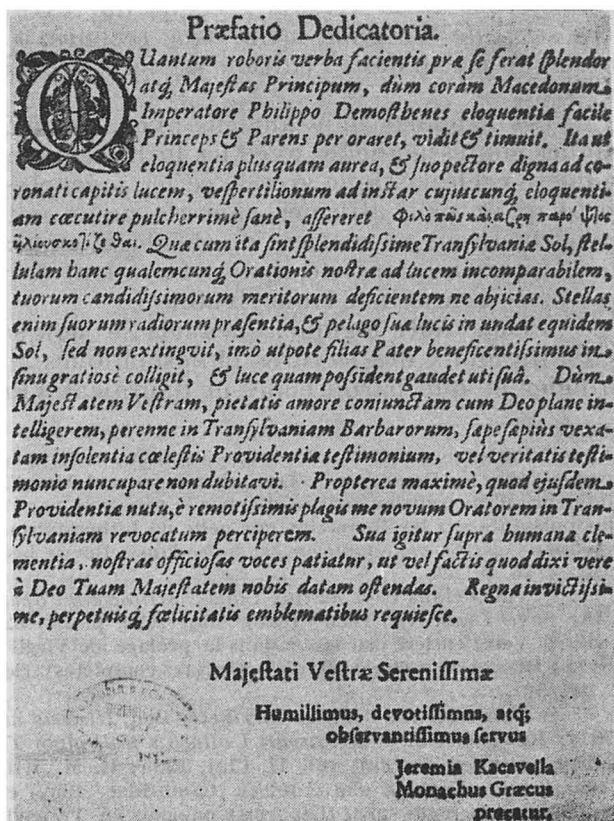 Præfatio Dedicatoria.
QUantum roboris verba facientis præ se ferat splendor
atq; Majestas Principum, dùm coràm Macedonum
Imperatore Philippo Demosthenes eloquentia facile
Princeps & Parens per oraret, vidit & timuit. Ita ut
eloquentia plusquam aurea, & suo pectore digna ad co-
ronati capitis lucem, vespertilionum ad instar cujucunq; eloquenti-
am cœcutire pulcherrimè sanè, assereret
Quæ cum ita sint splendidissime Transylvaniæ Sol, stel-
lulam hanc qualemcunq; Orationis nostræ ad lucem incomparabilem,
tuorum candidissimorum meritorum deficientem ne abjicias. Stellas
enim suorum radiorum præsentia, & pelago suæ lucis in undat equidem
Sol, sed non extingvit, imò utpote filias Pater beneficentissimus in
sinu gratiosè colligit, & luce quam possident gaudet uti suâ. Dùm
Majestatem Vestram, pietatis amore coniunctam cum Deo plane in-
telligerem, perenne in Transylvaniam Barbarorum, sæpe sæpiùs vexa-
tam insolentia cœlestis Providentiæ testimonium, vel veritatis testi-
monio nuncupare non dubitavi. Propterea maximè, quod ejusdem
Providentiæ nutu, è remotissimis plagis me novum Oratorem in Tran-
sylvaniam revocatum perciperem. Sua igitur supra humana cle-
mentia, nostras officiosas voces patiatur, ut vel factis quod dixi vere
à Deo Tuam Majestatem nobis datam ostendas. Regna invictissi-
me, perpetuisq; fœlicitatis emblematibus requiesce.
Majestati Vestræ Serenissimæ
Humillimus, devotissimns, atq;
observantissimus servus
Jeremia Kacavella
Monachus Græcus
precatur.